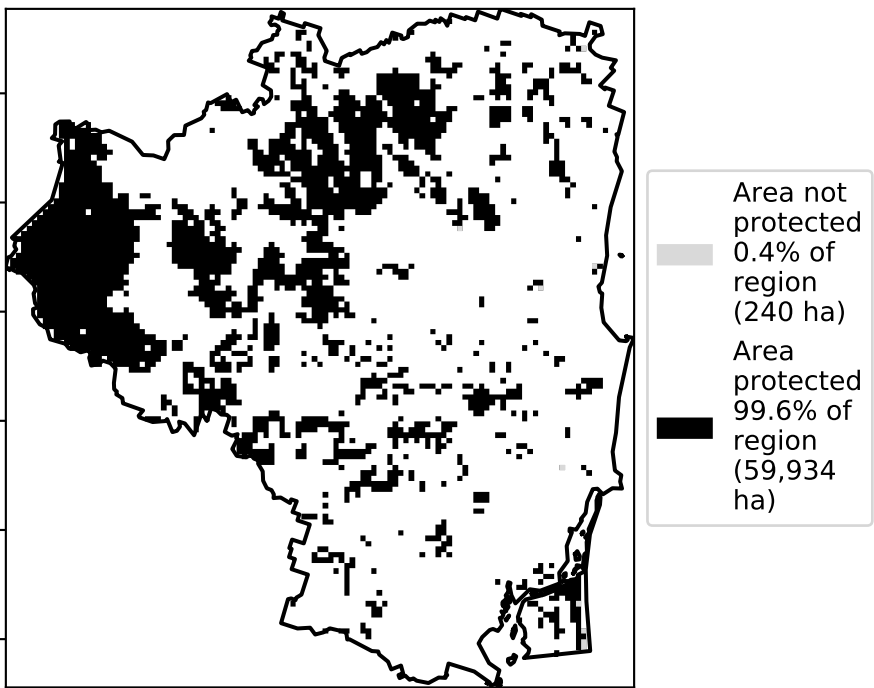 Area not
protected
0.4% of
region
(240 ha)
Area
protected
99.6% of
region
(59,934
ha)